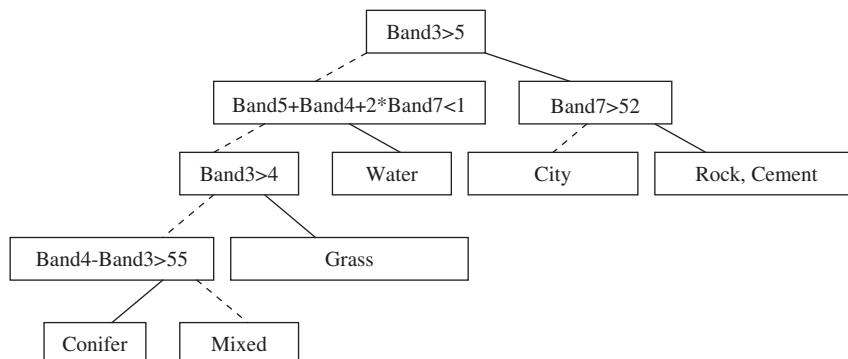 Band3>5
Band5+Band4+2*Band7<1
Band7>52
Band3>4
Water
City
Rock, Cement
Band4-Band3>55
Grass
Conifer
Mixed